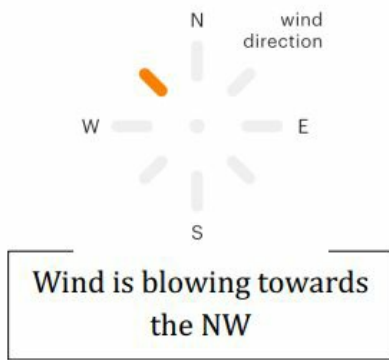 N
wind
direction
W
E
S
Wind is blowing towards
the NW